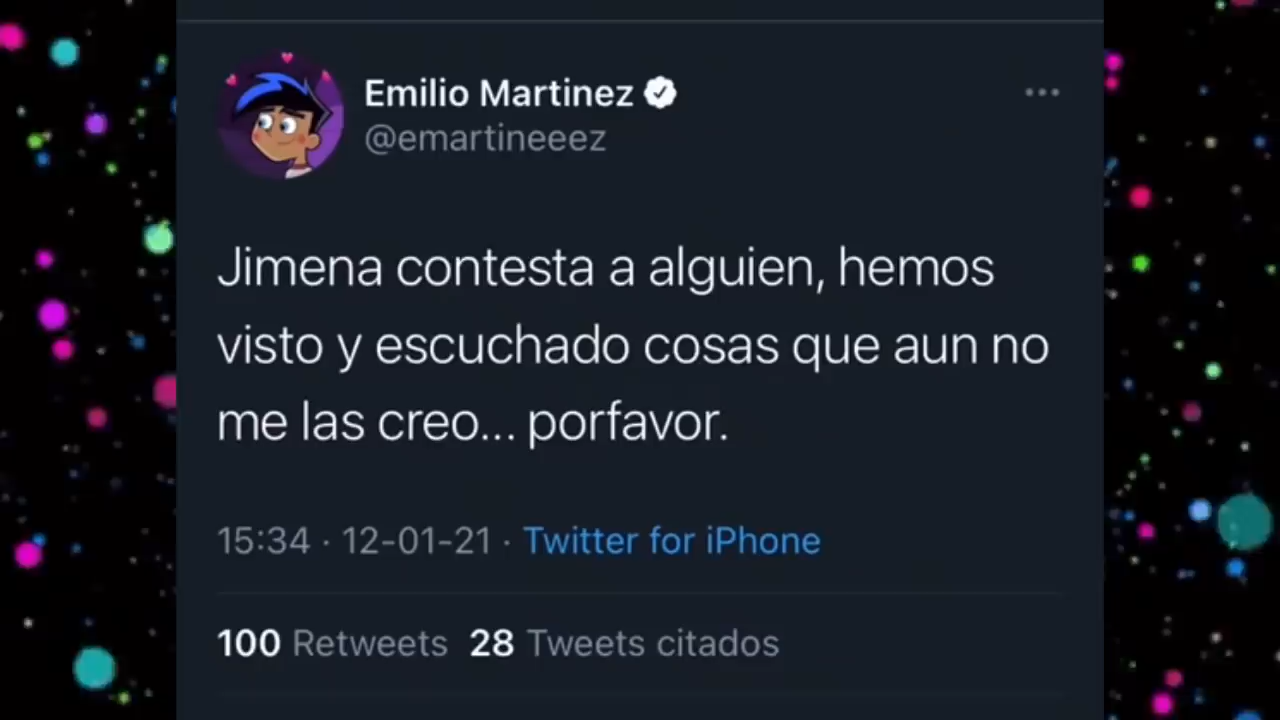 Emilio Martinez
@emartineeez
Jimena contesta a alguien, hemos
visto y escuchado cosas que aun no
me las creo... porfavor.
15:34 · 12-01-21 · Twitter for iPhone
100 Retweets 28 Tweets citados